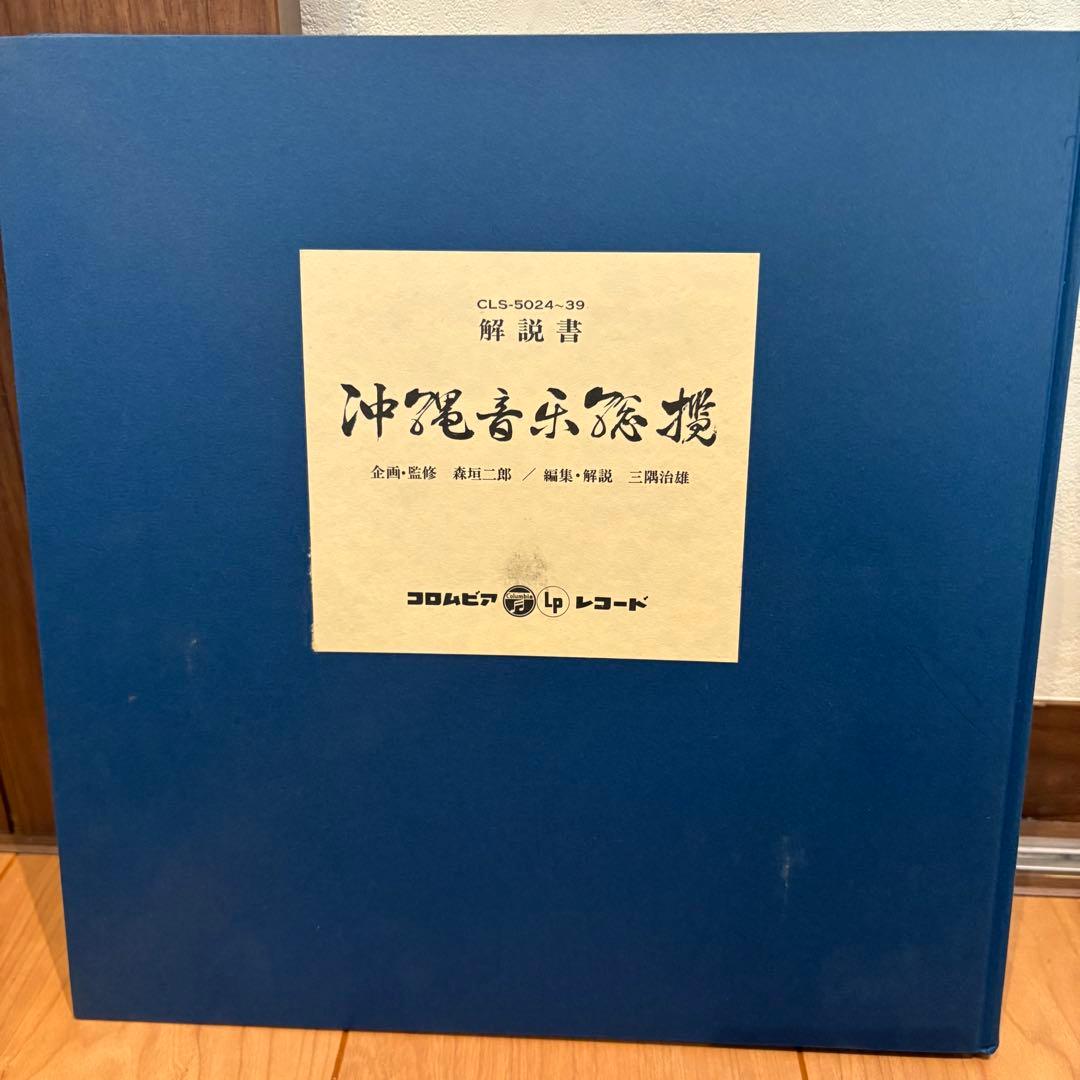 CLS-5024~39
解説書
沖縄音乐総攬
企画・監修 森垣二郎 / 編集・解説 三隅治雄
コロムビア Columbia Lp レコード